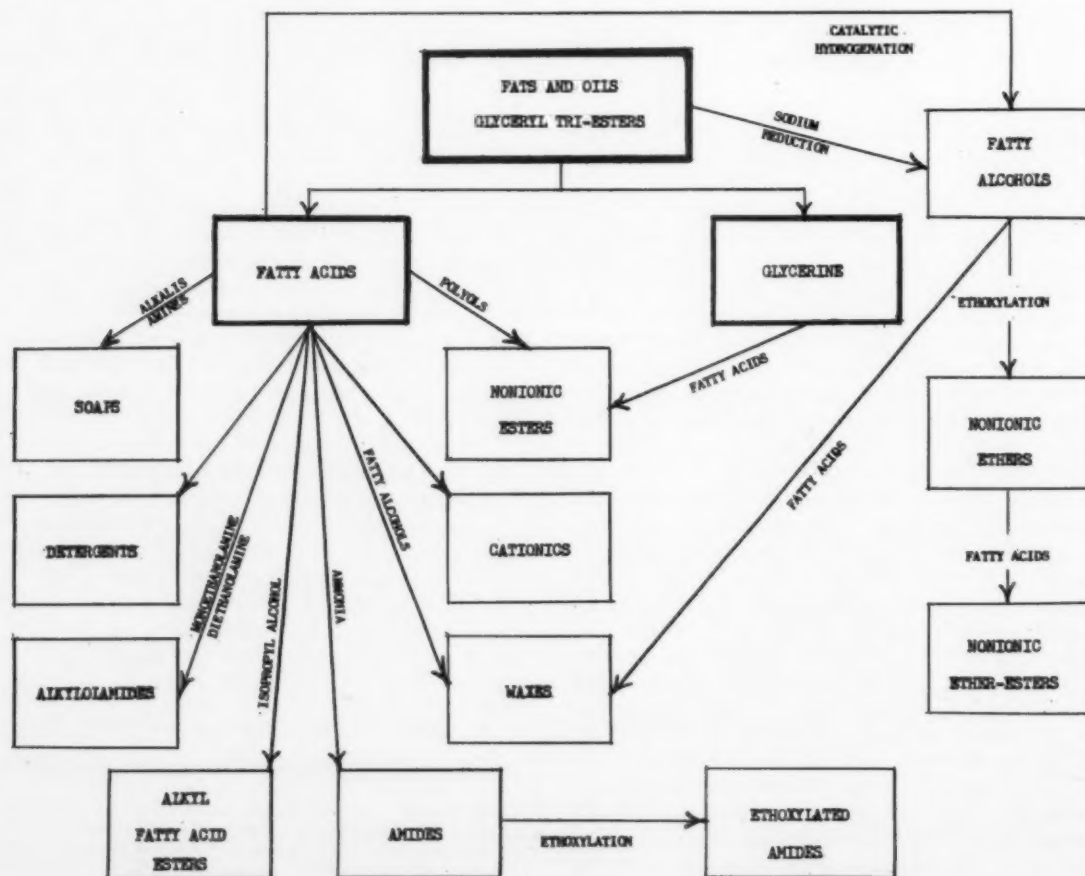 CATALYTIC
HYDROGENATION
FATS AND OILS
GLYCERYL TRI-ESTERS
SODIUM
REDUCTION
FATTY
ALCOHOLS
FATTY ACIDS
GLYCERINE
ALKALIS
AMINES
POLYOLS
ETHOXYLATION
SOAPS
NONIONIC
ESTERS
FATTY ACIDS
NONIONIC
ETHERS
FATTY ACIDS
FATTY ALCOHOLS
DETERGENTS
CATIONICS
MONOETHANOLAMINE
DIETHANOLAMINE
ISOPROPYL ALCOHOL
AMMONIA
FATTY ACIDS
ALKYLOLAMIDES
WAXES
NONIONIC
ETHER-ESTERS
ALKYL
FATTY ACID
ESTERS
AMIDES
ETHOXYLATION
ETHOXYLATED
AMIDES